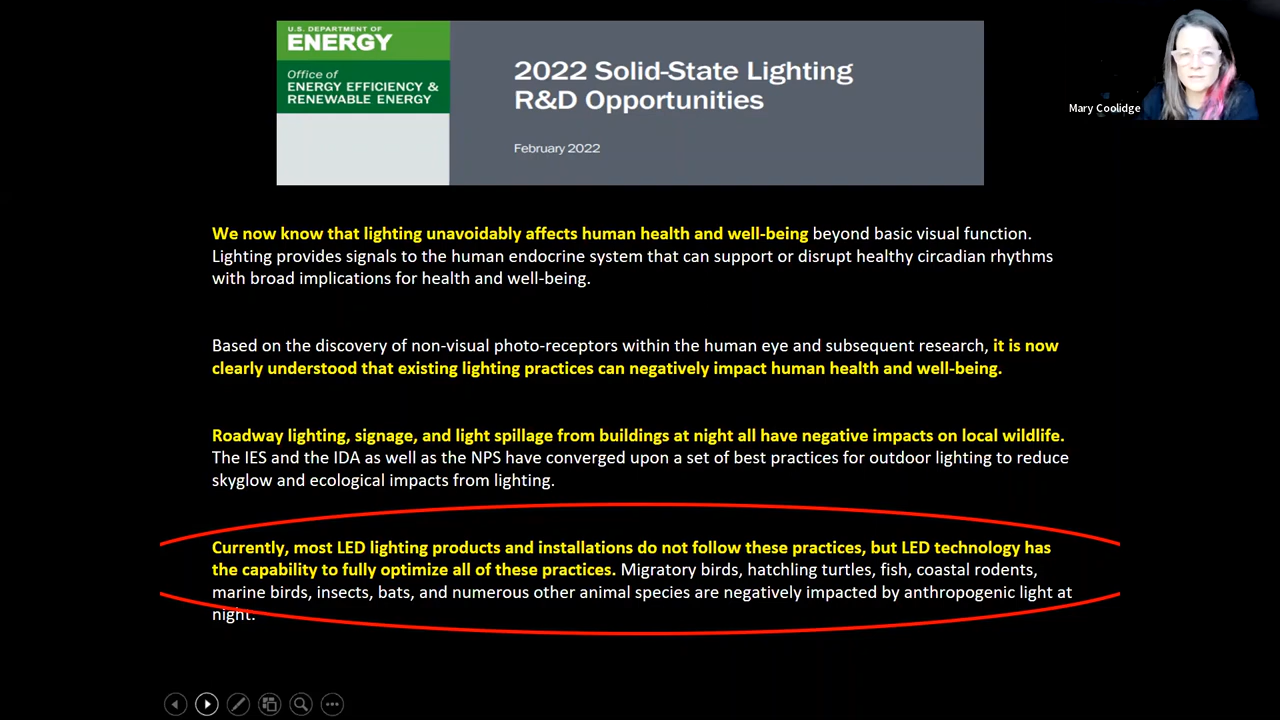 U.S. DEPARTMENT OF
ENERGY
Office of
ENERGY EFFICIENCY &
RENEWABLE ENERGY
2022 Solid-State Lighting
R&D Opportunities
February 2022
Mary Coolidge
We now know that lighting unavoidably affects human health and well-being beyond basic visual function.
Lighting provides signals to the human endocrine system that can support or disrupt healthy circadian rhythms
with broad implications for health and well-being.
Based on the discovery of non-visual photo-receptors within the human eye and subsequent research, it is now
clearly understood that existing lighting practices can negatively impact human health and well-being.
Roadway lighting, signage, and light spillage from buildings at night all have negative impacts on local wildlife.
The IES and the IDA as well as the NPS have converged upon a set of best practices for outdoor lighting to reduce
skyglow and ecological impacts from lighting.
Currently, most LED lighting products and installations do not follow these practices, but LED technology has
the capability to fully optimize all of these practices. Migratory birds, hatchling turtles, fish, coastal rodents,
marine birds, insects, bats, and numerous other animal species are negatively impacted by anthropogenic light at
night.